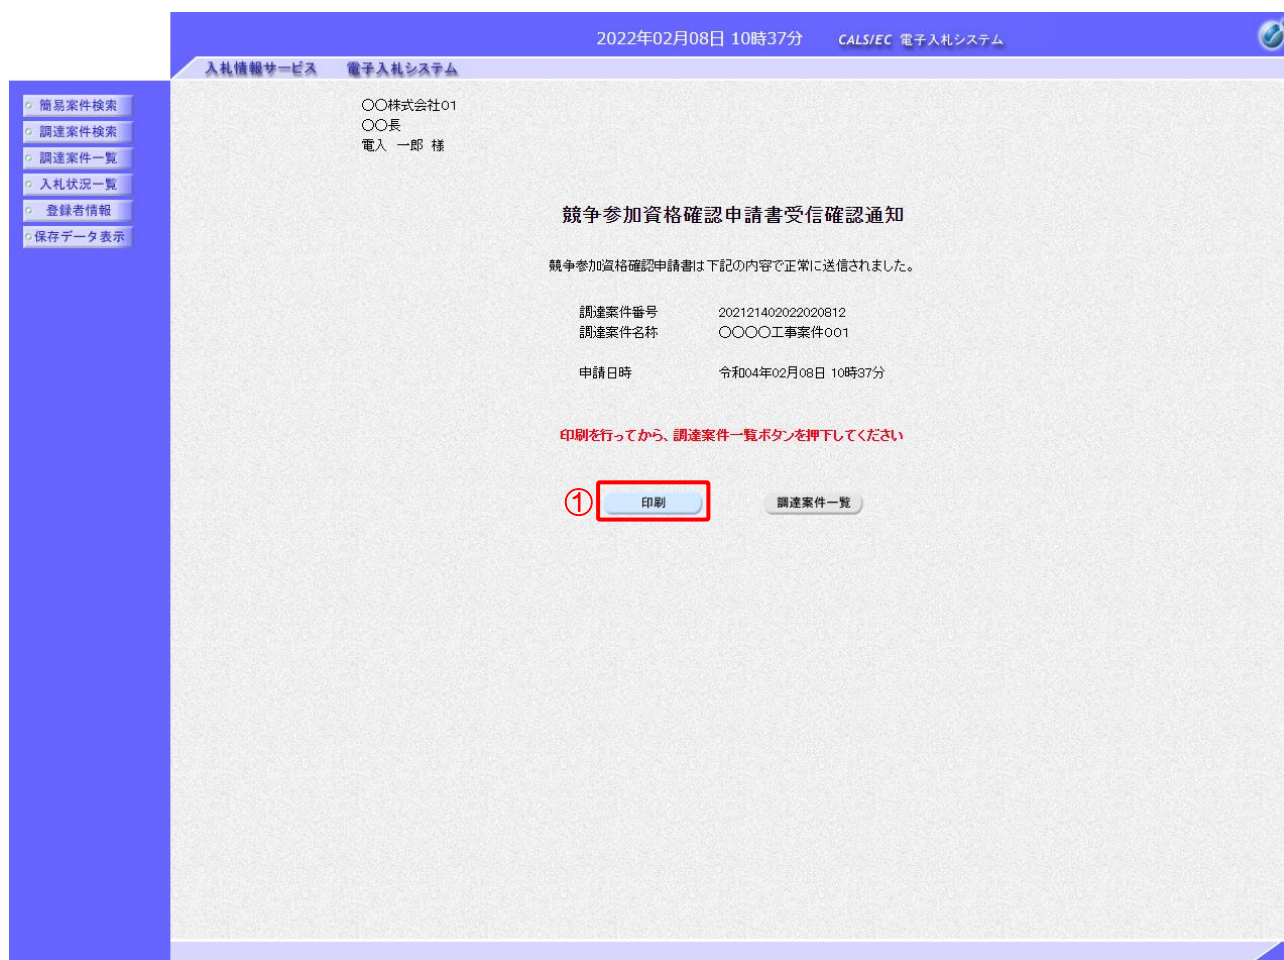 2022年02月08日 10時37分 CALS/EC 電子入札システム
入札情報サービス 電子入札システム
簡易案件検索
調達案件検索
調達案件一覧
入札状況一覧
登録者情報
保存データ表示
〇〇株式会社01
〇〇長
電入 一郎 様
競争参加資格確認申請書受信確認通知
競争参加資格確認申請書は下記の内容で正常に送信されました。
調達案件番号 202121402022020812
調達案件名称 〇〇〇〇工事案件001
申請日時 令和04年02月08日 10時37分
印刷を行ってから、調達案件一覧ボタンを押下してください
① 印刷 調達案件一覧